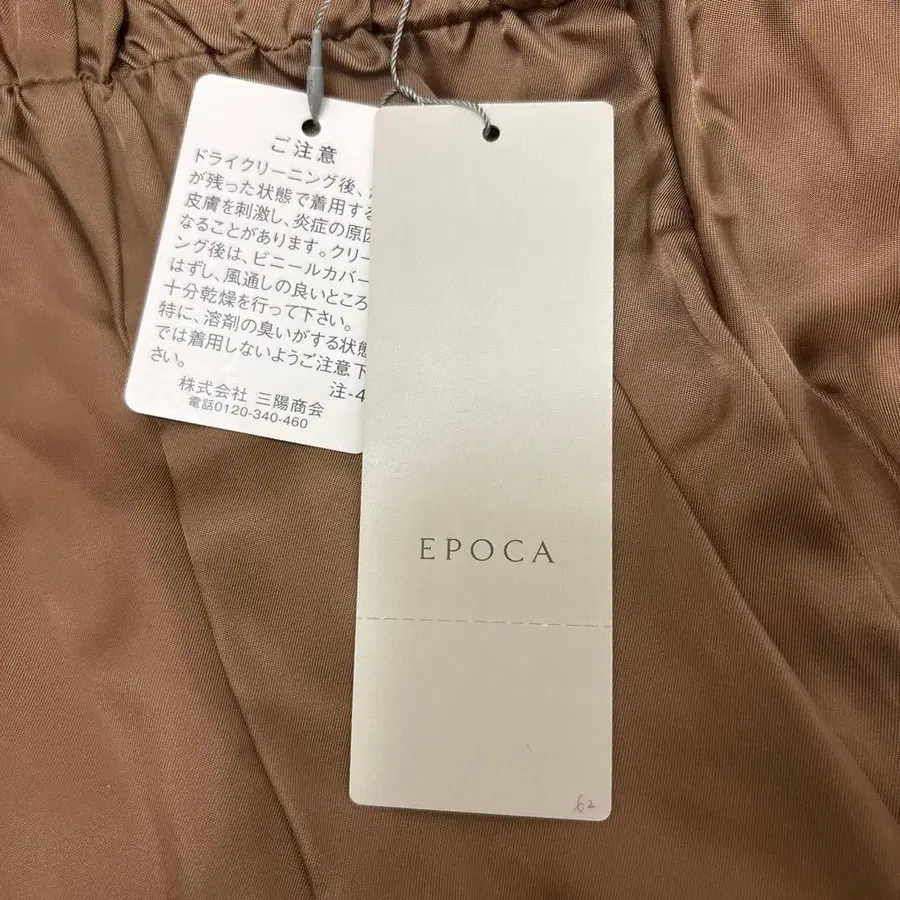 ご注意
ドライクリーニング後、
が残った状態で着用する
皮膚を刺激し、炎症の原因
なることがあります。クリー
ング後は、ビニールカバー
はずし、風通しの良いところ
十分乾燥を行って下さい。
特に、溶剤の臭いがする状態
では着用しないようご注意下
さい。
注-4
株式会社 三陽商会
電話0120-340-460
EPOCA
62